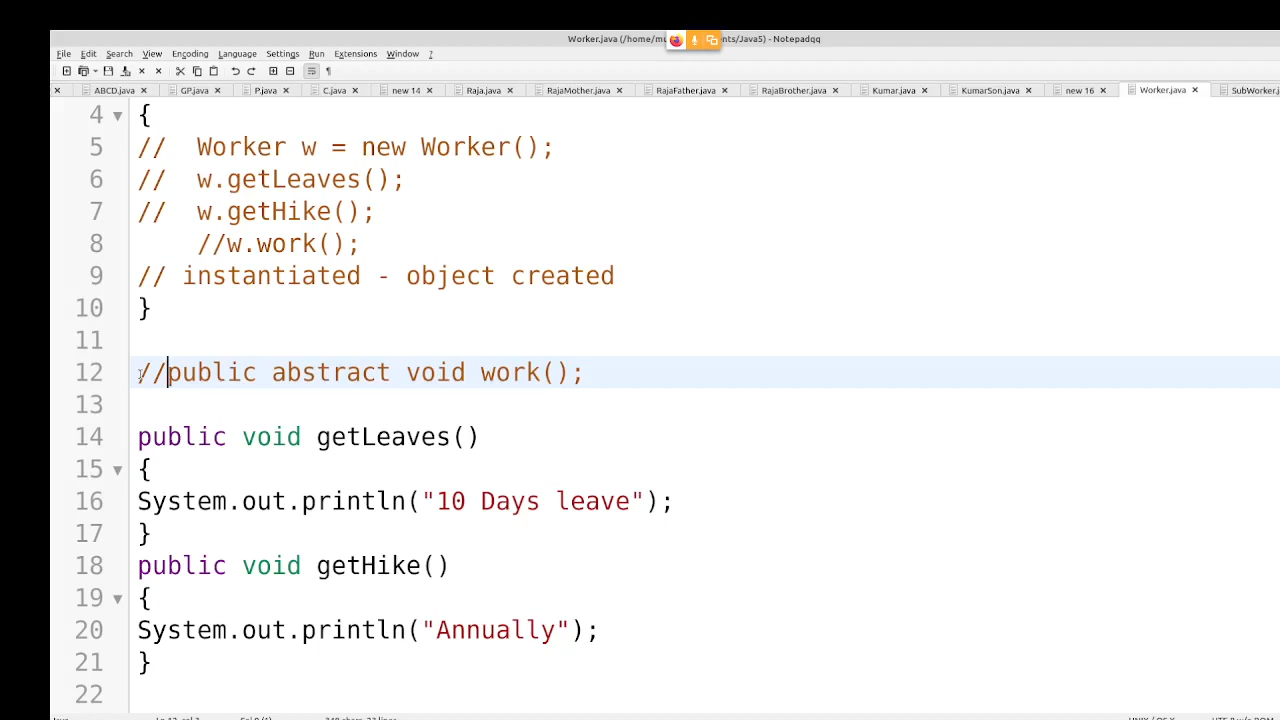 Worker.java (/home/mu nts/Java5) - Notepadqq
File Edit Search View Encoding Language Settings Run Extensions Window ?
ABCD.java GP.java P.java C.java new 14 Raja.java RajaMother.java RajaFather.java RajaBrother.java Kumar.java KumarSon.java new 16 Worker.java SubWorker.j
4 {
5 //  Worker w = new Worker();
6 //  w.getLeaves();
7 //  w.getHike();
8     //w.work();
9 // instantiated - object created
10 }
11
12 //public abstract void work();
13
14 public void getLeaves()
15 {
16 System.out.println("10 Days leave");
17 }
18 public void getHike()
19 {
20 System.out.println("Annually");
21 }
22